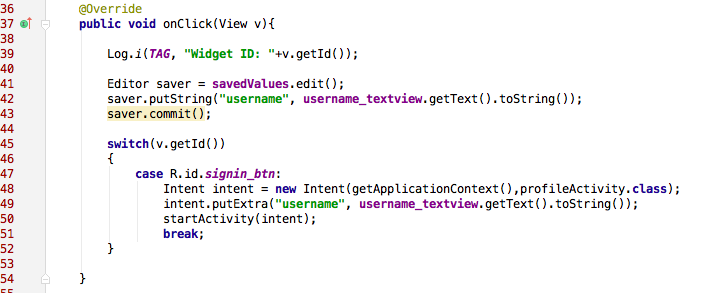 36 @Override
37 public void onClick(View v){
38
39 Log.i(TAG, "Widget ID: "+v.getId());
40
41 Editor saver = savedValues.edit();
42 saver.putString("username", username_textview.getText().toString());
43 saver.commit();
44
45 switch(v.getId())
46 {
47 case R.id.signin_btn:
48 Intent intent = new Intent(getApplicationContext(),profileActivity.class);
49 intent.putExtra("username", username_textview.getText().toString());
50 startActivity(intent);
51 break;
52 }
53
54 }
55